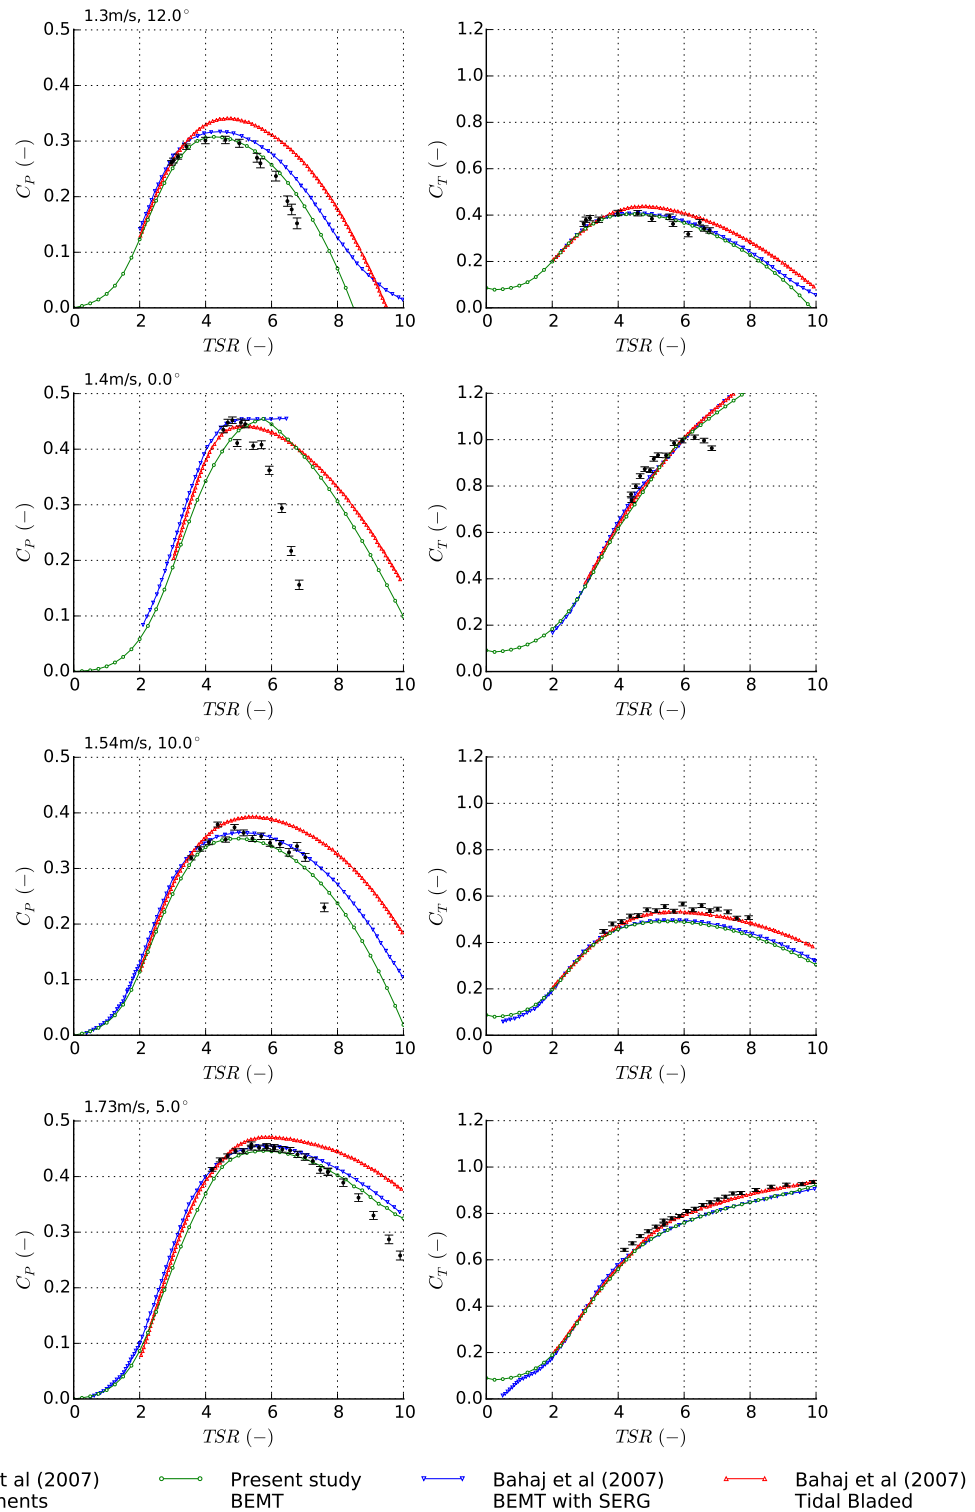 1.3m/s, 12.0°
0.5
0.4
0.3
0.2
0.1
0.0
C_P (−)
0 2 4 6 8 10
TSR (−)
1.2
1.0
0.8
0.6
0.4
0.2
0.0
C_T (−)
0 2 4 6 8 10
TSR (−)
1.4m/s, 0.0°
0.5
0.4
0.3
0.2
0.1
0.0
C_P (−)
0 2 4 6 8 10
TSR (−)
1.2
1.0
0.8
0.6
0.4
0.2
0.0
C_T (−)
0 2 4 6 8 10
TSR (−)
1.54m/s, 10.0°
0.5
0.4
0.3
0.2
0.1
0.0
C_P (−)
0 2 4 6 8 10
TSR (−)
1.2
1.0
0.8
0.6
0.4
0.2
0.0
C_T (−)
0 2 4 6 8 10
TSR (−)
1.73m/s, 5.0°
0.5
0.4
0.3
0.2
0.1
0.0
C_P (−)
0 2 4 6 8 10
TSR (−)
1.2
1.0
0.8
0.6
0.4
0.2
0.0
C_T (−)
0 2 4 6 8 10
TSR (−)
t al (2007)
ments
Present study
BEMT
Bahaj et al (2007)
BEMT with SERG
Bahaj et al (2007)
Tidal Bladed